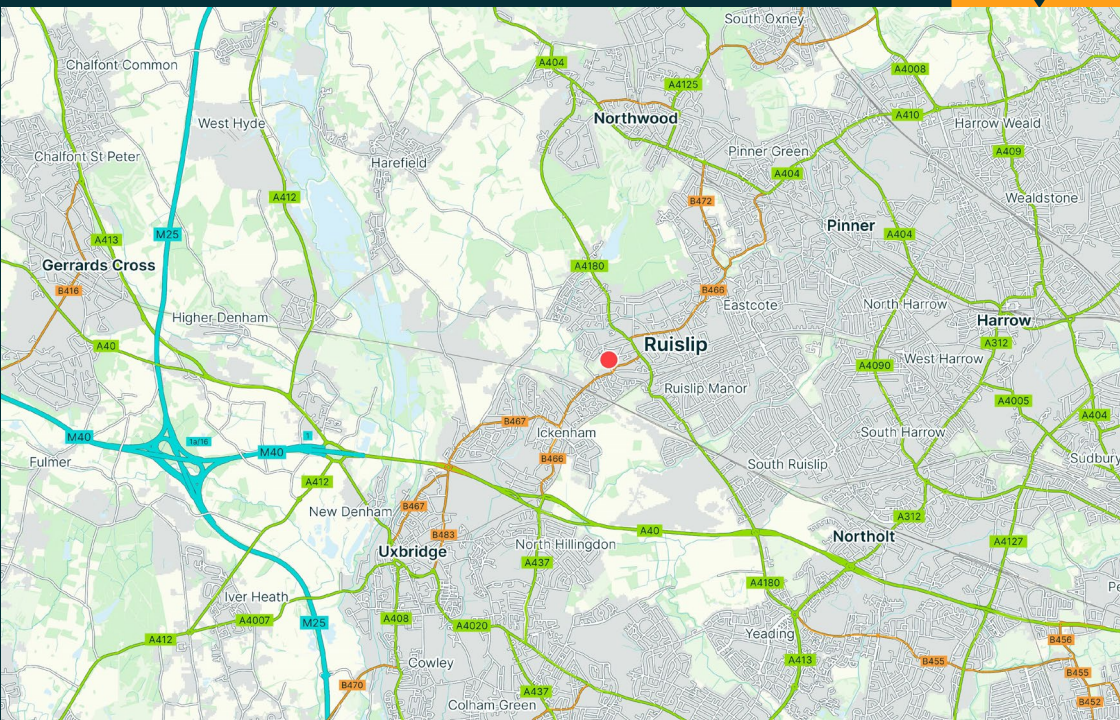 South Oxney
Chalfont Common
A404
A4008
A4125
A410
West Hyde
Northwood
Harrow Weald
Chalfont St Peter
Harefield
Pinner Green
A409
A404
A412
B472
Wealdstone
Pinner
M25
A413
A404
Gerrards Cross
A4180
B416
B466
Eastcote
North Harrow
Higher Denham
Harrow
A40
Ruislip
A312
West Harrow
A4090
Ruislip Manor
A4005
A404
B467
M40
1a/16
1
Ickenham
South Harrow
M40
B466
Fulmer
South Ruislip
Sudbury
A412
B467
New Denham
A312
A40
B483
Northolt
A4127
Uxbridge
North Hillingdon
A437
A4180
Pe
Iver Heath
A4007
M25
A408
A4020
Yeading
A412
B456
Cowley
A413
B455
B455
B470
A437
Colham Green
B452